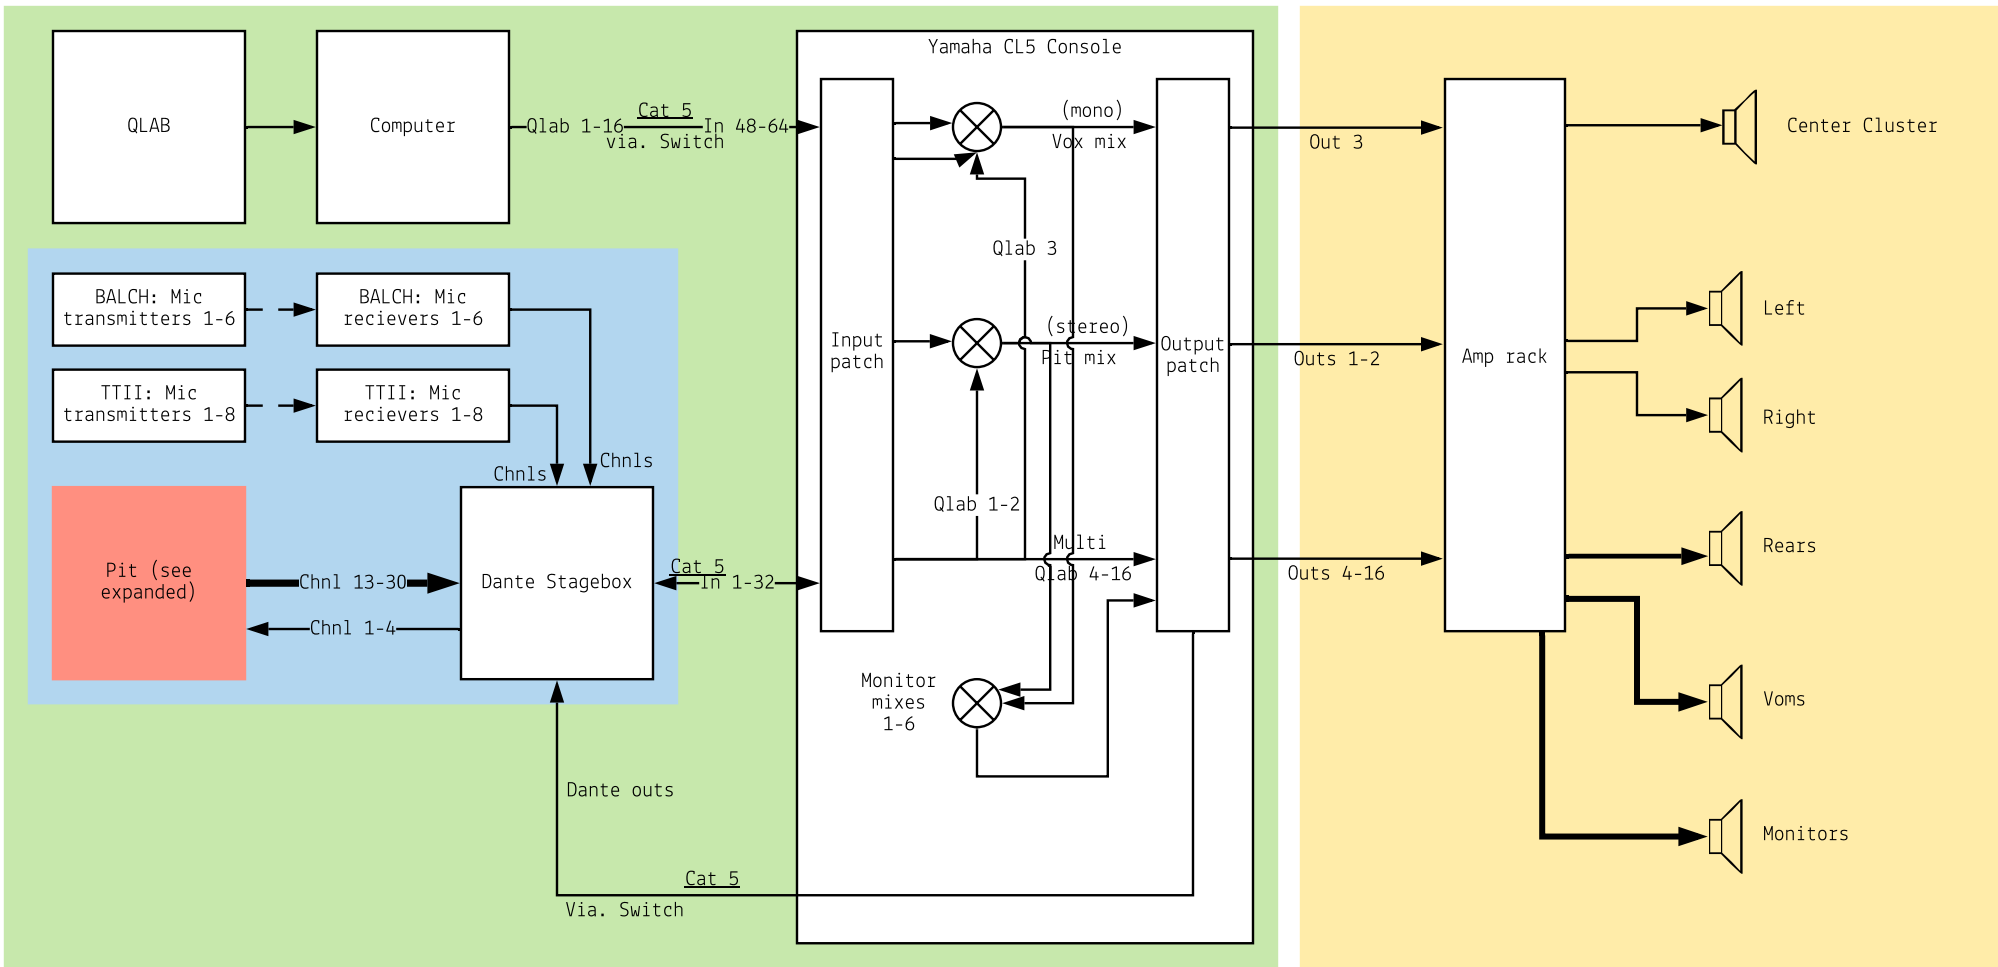 Yamaha CL5 Console
QLAB
Computer
Qlab 1-16
Cat 5
In 48-64
via. Switch
(mono)
Vox mix
Out 3
Center Cluster
Qlab 3
BALCH: Mic
transmitters 1-6
BALCH: Mic
recievers 1-6
Left
Input
patch
(stereo)
Pit mix
Output
patch
Outs 1-2
Amp rack
TTII: Mic
transmitters 1-8
TTII: Mic
recievers 1-8
Right
Chnls
Chnls
Qlab 1-2
Multi
Qlab 4-16
Outs 4-16
Rears
Pit (see
expanded)
Chnl 13-30
Dante Stagebox
Cat 5
In 1-32
Chnl 1-4
Monitor
mixes
1-6
Voms
Dante outs
Monitors
Cat 5
Via. Switch